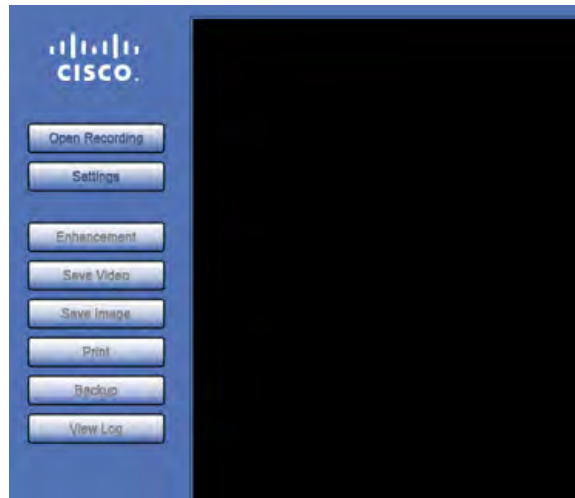 CISCO.
Open Recording
Settings
Enhancement
Save Video
Save Image
Print
Backup
View Log